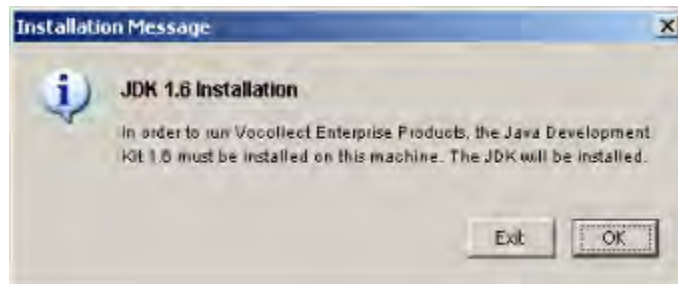 Installation Message
JDK 1.6 Installation
In order to run Vocollect Enterprise Products, the Java Development
Kit 1.6 must be installed on this machine. The JDK will be installed.
Exit OK